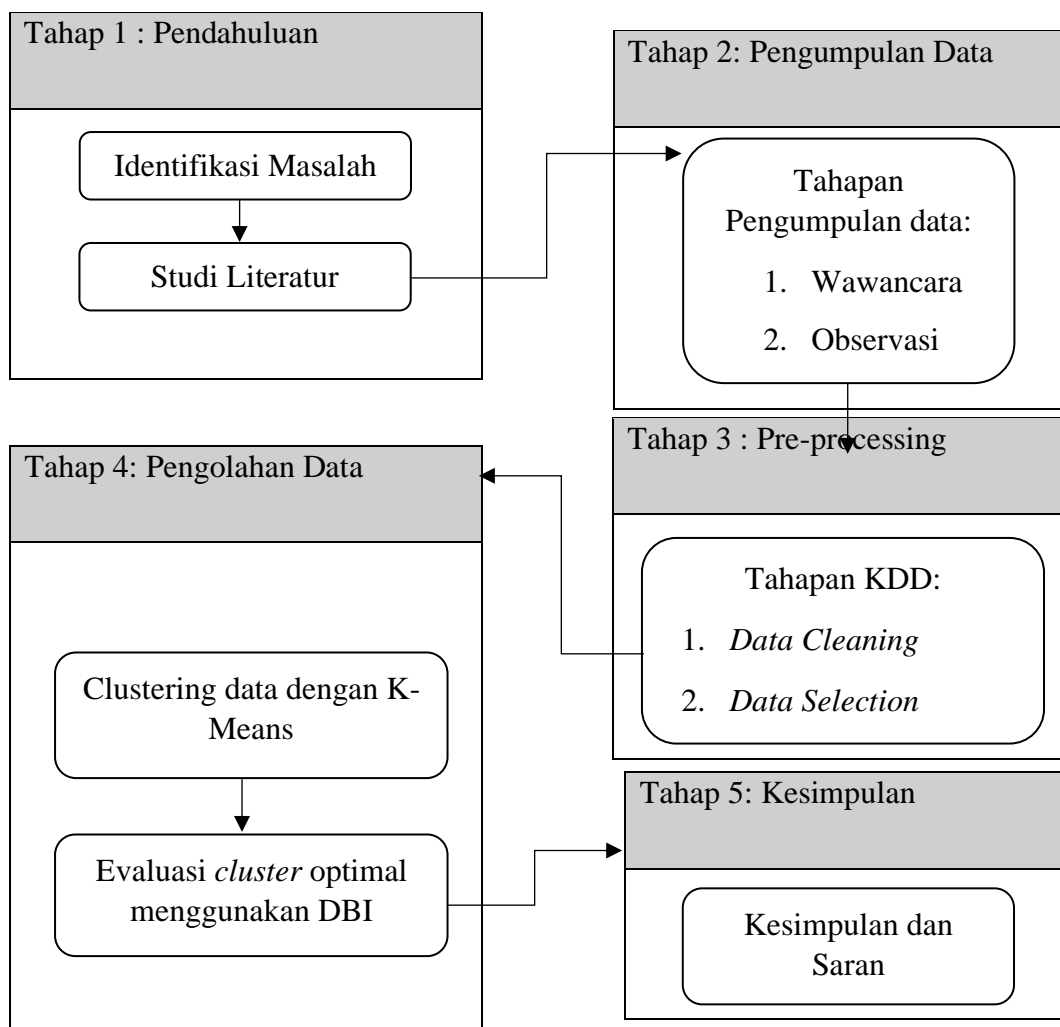 Tahap 1 : Pendahuluan
Identifikasi Masalah
Studi Literatur
Tahap 2: Pengumpulan Data
Tahapan
Pengumpulan data:
1. Wawancara
2. Observasi
Tahap 3 : Pre-processing
Tahapan KDD:
1. Data Cleaning
2. Data Selection
Tahap 4: Pengolahan Data
Clustering data dengan K-
Means
Evaluasi cluster optimal
menggunakan DBI
Tahap 5: Kesimpulan
Kesimpulan dan
Saran